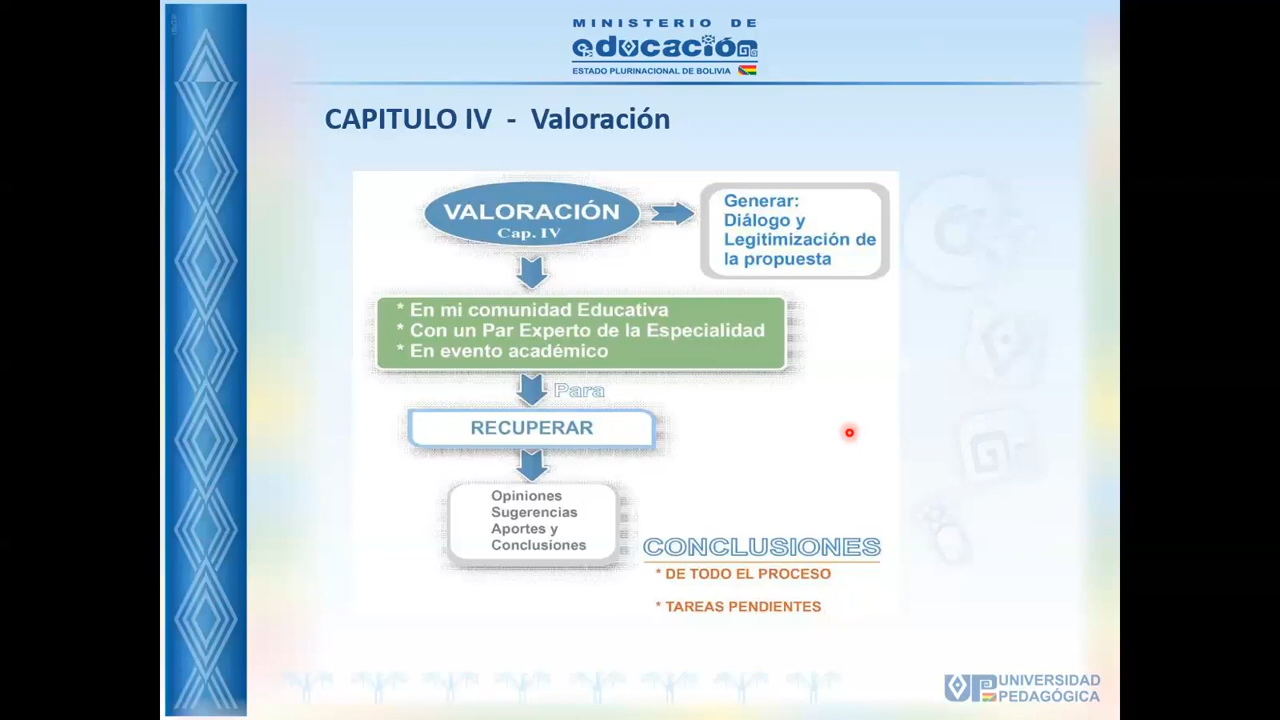 MINISTERIO DE
educación
ESTADO PLURINACIONAL DE BOLIVIA
CAPITULO IV - Valoración
VALORACIÓN
Cap. IV
Generar:
Diálogo y
Legitimización de
la propuesta
* En mi comunidad Educativa
* Con un Par Experto de la Especialidad
* En evento académico
Para
RECUPERAR
Opiniones
Sugerencias
Aportes y
Conclusiones
CONCLUSIONES
* DE TODO EL PROCESO
* TAREAS PENDIENTES
UP UNIVERSIDAD
PEDAGÓGICA